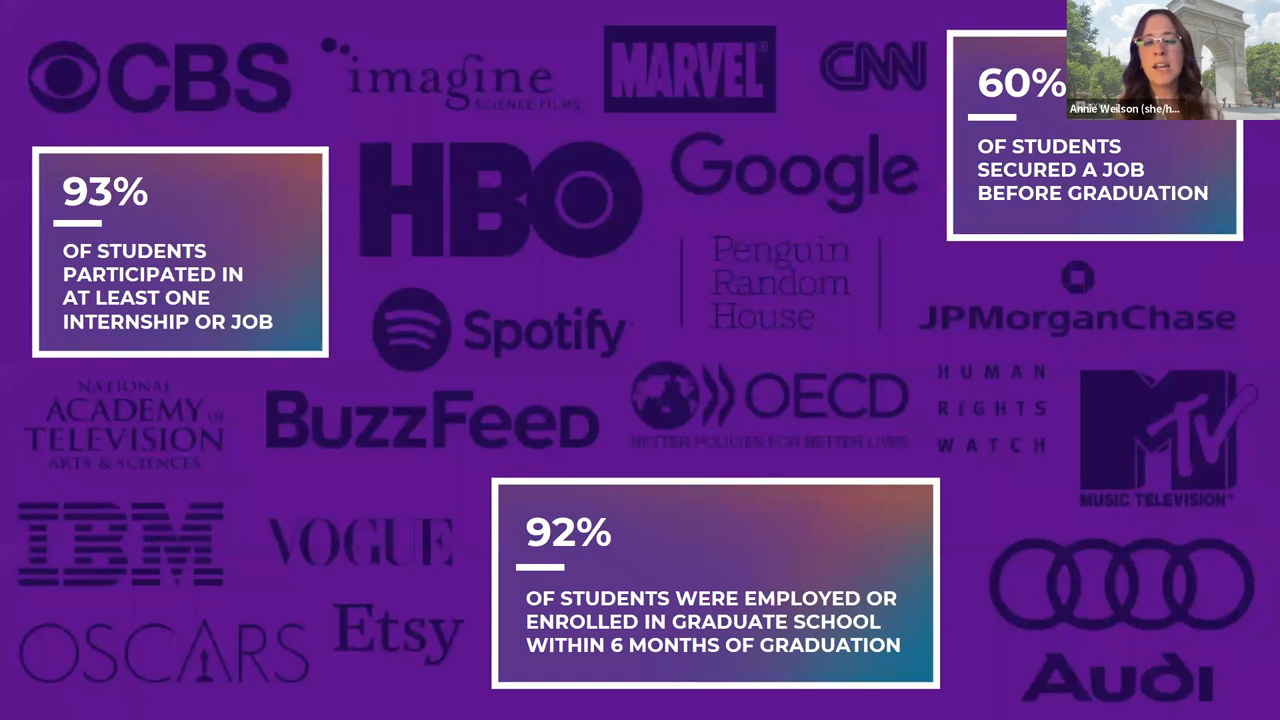 CBS
imagine
SCIENCE FILMS
MARVEL
CNN
60%
OF STUDENTS
SECURED A JOB
BEFORE GRADUATION
Annie Weilson (she/h...
93%
OF STUDENTS
PARTICIPATED IN
AT LEAST ONE
INTERNSHIP OR JOB
HBO
Google
Penguin
Random
House
Spotify
JPMorganChase
NATIONAL
ACADEMY OF
TELEVISION
ARTS & SCIENCES
BuzzFeed
OECD
BETTER POLICIES FOR BETTER LIVES
HUMAN
RIGHTS
WATCH
MTV
MUSIC TELEVISION®
IBM
VOGUE
92%
OF STUDENTS WERE EMPLOYED OR
ENROLLED IN GRADUATE SCHOOL
WITHIN 6 MONTHS OF GRADUATION
OSCARS
Etsy
Audi